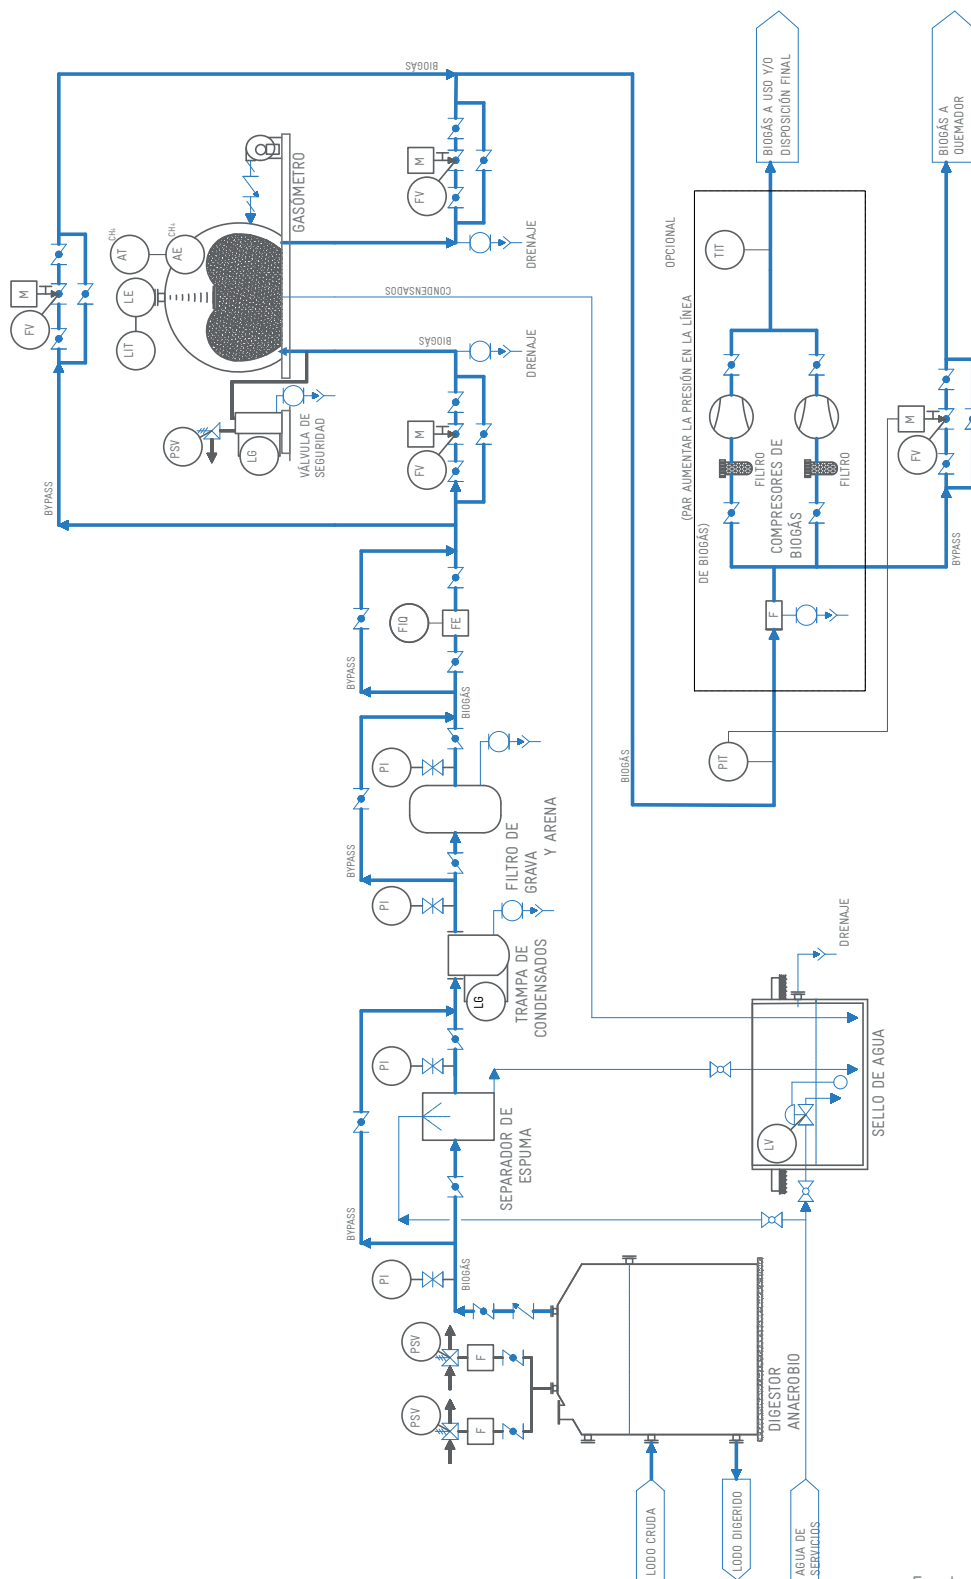 BIOGÁS
GASÓMETRO
CH₄
AT
CH₄
AE
LE
LIT
M
FV
M
FV
DRENAJE
CONDENSADOS
BIOGÁS
DRENAJE
PSV
LG
VÁLVULA DE
SEGURIDAD
M
FV
BYPASS
BIOGÁS A USO Y/O
DISPOSICIÓN FINAL
BIOGÁS A
QUEMADOR
OPCIONAL
(PAR AUMENTAR LA PRESIÓN EN LA LÍNEA
DE BIOGÁS)
TIT
FILTRO
FILTRO
COMPRESORES DE
BIOGÁS
M
FV
BYPASS
F
PIT
BIOGÁS
FIQ
FE
BYPASS
BIOGÁS
PI
BYPASS
FILTRO DE
GRAVA
Y ARENA
PI
LG
TRAMPA DE
CONDENSADOS
PI
SEPARADOR DE
ESPUMA
BYPASS
PI
BIOGÁS
DRENAJE
LV
SELLO DE AGUA
PSV
F
PSV
F
DIGESTOR
ANAEROBIO
LODO CRUDA
LODO DIGERIDO
AGUA DE
SERVICIOS